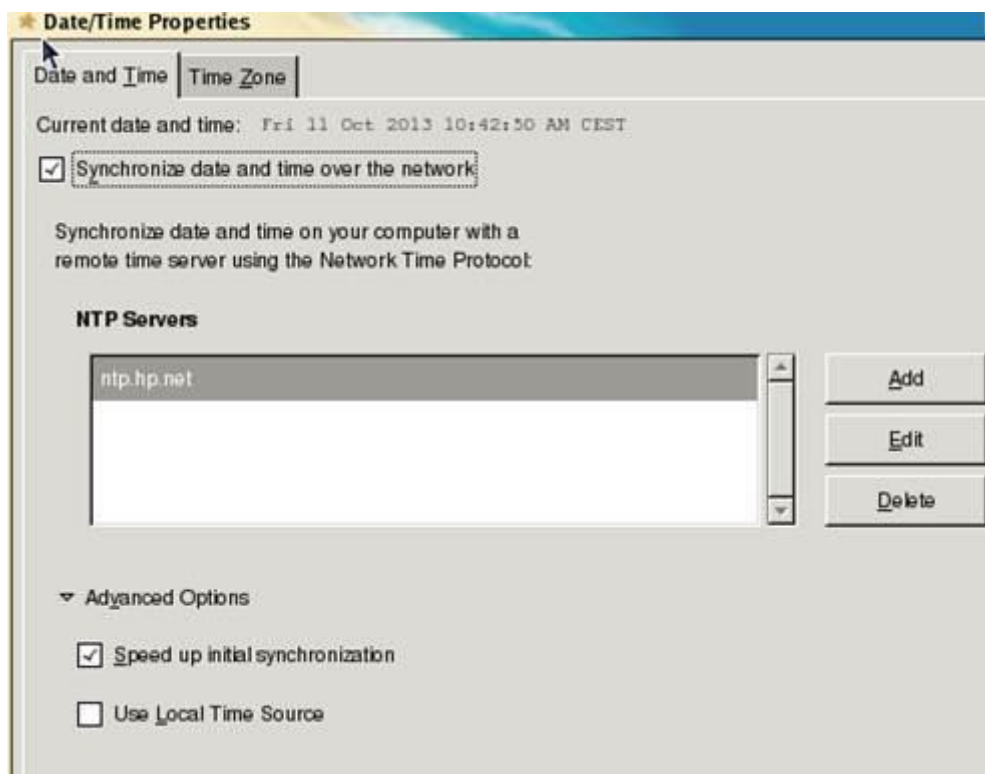 Date/Time Properties
Date and Time
Time Zone
Current date and time: Fri 11 Oct 2013 10:42:50 AM CEST
Synchronize date and time over the network
Synchronize date and time on your computer with a
remote time server using the Network Time Protocol:
NTP Servers
ntp.hp.net
Add
Edit
Delete
Advanced Options
Speed up initial synchronization
Use Local Time Source